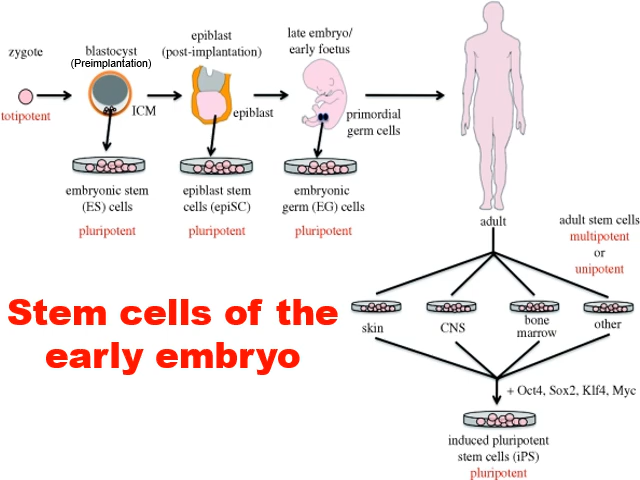 zygote
totipotent
blastocyst
(Preimplantation)
ICM
epiblast
(post-implantation)
epiblast
late embryo/
early foetus
primordial
germ cells
embryonic stem
(ES) cells
pluripotent
epiblast stem
cells (epiSC)
pluripotent
embryonic
germ (EG) cells
pluripotent
adult
adult stem cells
multipotent
or
unipotent
Stem cells of the
early embryo
skin
CNS
bone
marrow
other
+ Oct4, Sox2, Klf4, Myc
induced pluripotent
stem cells (iPS)
pluripotent